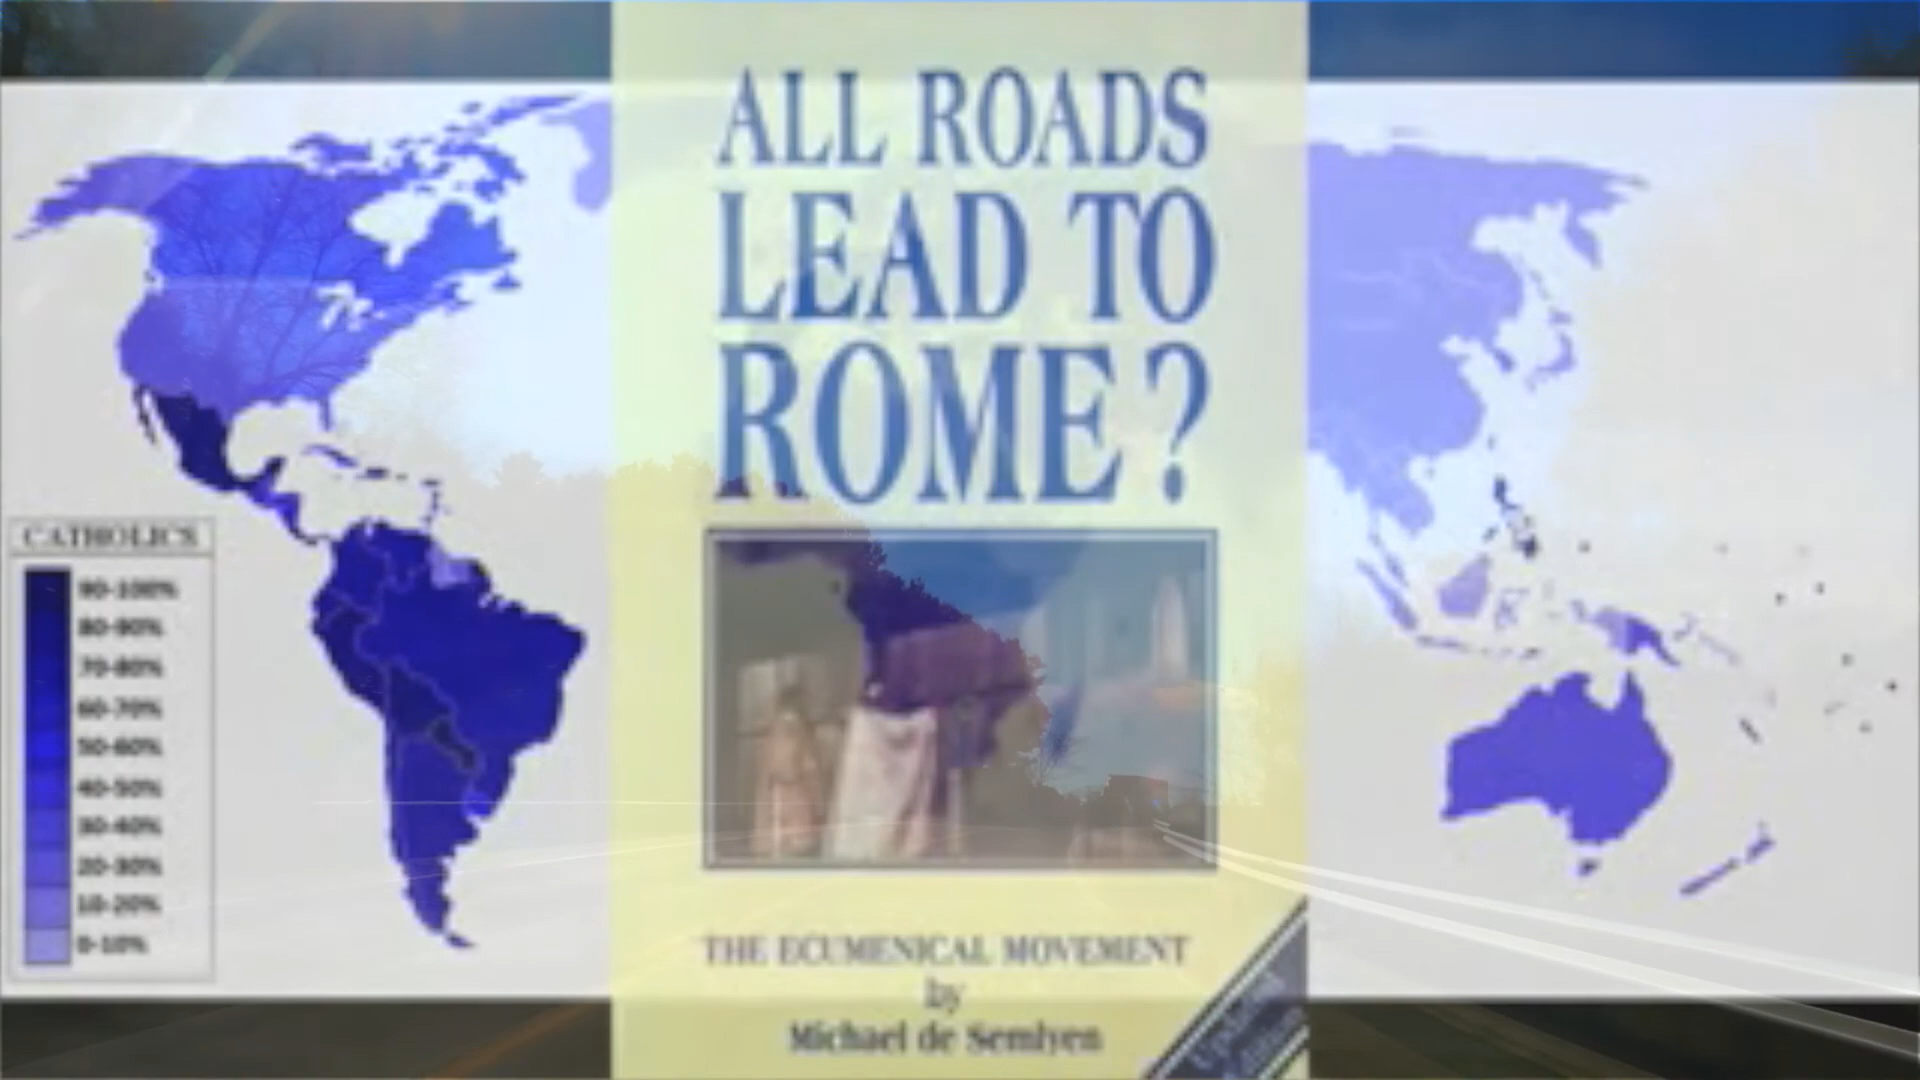 ALL ROADS
LEAD TO
ROME?
CATHOLICS
90-100%
80-90%
70-80%
60-70%
50-60%
40-50%
30-40%
20-30%
10-20%
0-10%
THE ECUMENICAL MOVEMENT
by
Michael de Semlyen